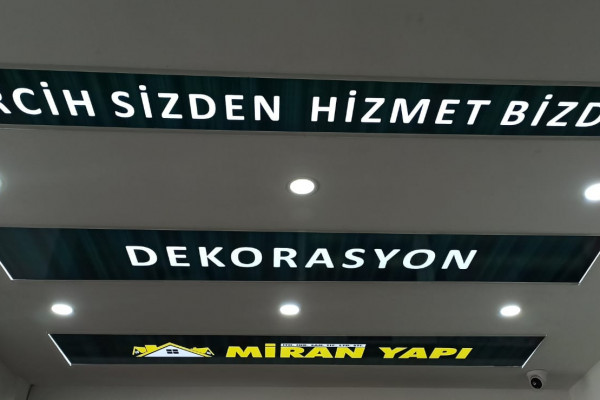 RCİH SİZDEN HİZMET BİZD
DEKORASYON
MİRAN YAPI